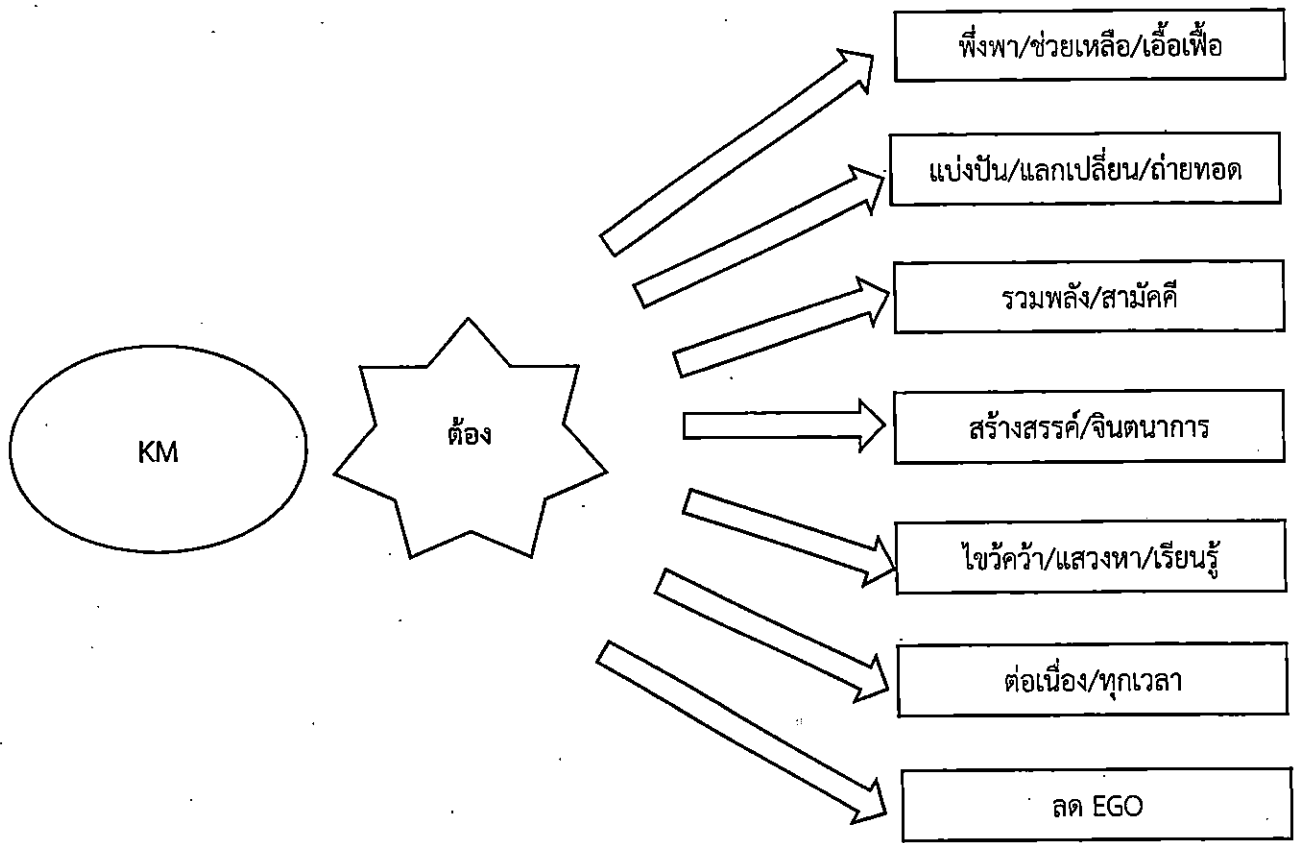 พึ่งพา/ช่วยเหลือ/เอื้อเฟื้อ
แบ่งปัน/แลกเปลี่ยน/ถ่ายทอด
รวมพลัง/สามัคคี
KM
ต้อง
สร้างสรรค์/จินตนาการ
ไขว้คว้า/แสวงหา/เรียนรู้
ต่อเนื่อง/ทุกเวลา
ลด EGO